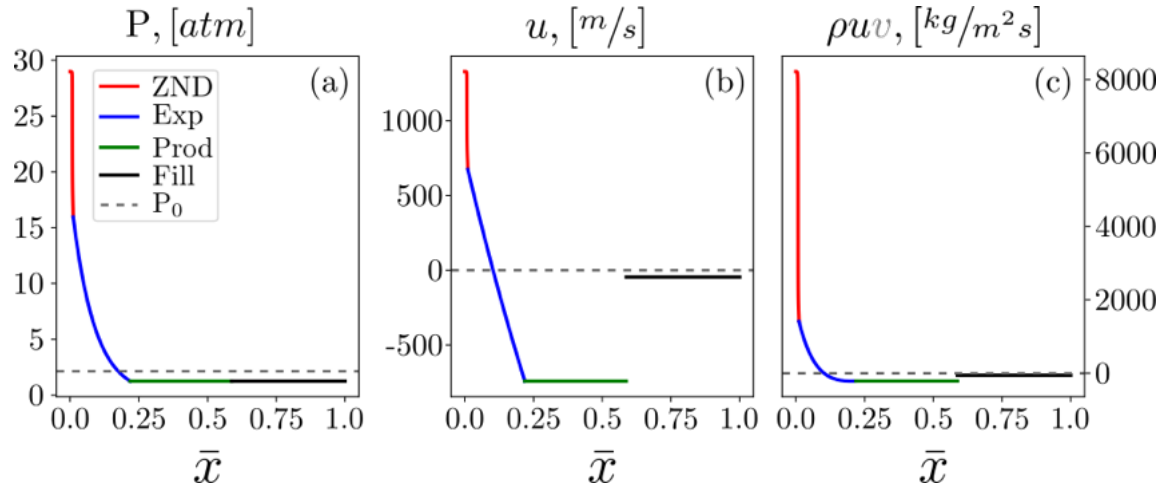 P, [atm]
u, [m/s]
ρuv, [kg/m² s]
30
25
20
15
10
5
0
(a)
ZND
Exp
Prod
Fill
P₀
0.0 0.25 0.5 0.75 1.0
x̄
1000
500
0
-500
(b)
0.0 0.25 0.5 0.75 1.0
x̄
(c)
8000
6000
4000
2000
0
0.0 0.25 0.5 0.75 1.0
x̄